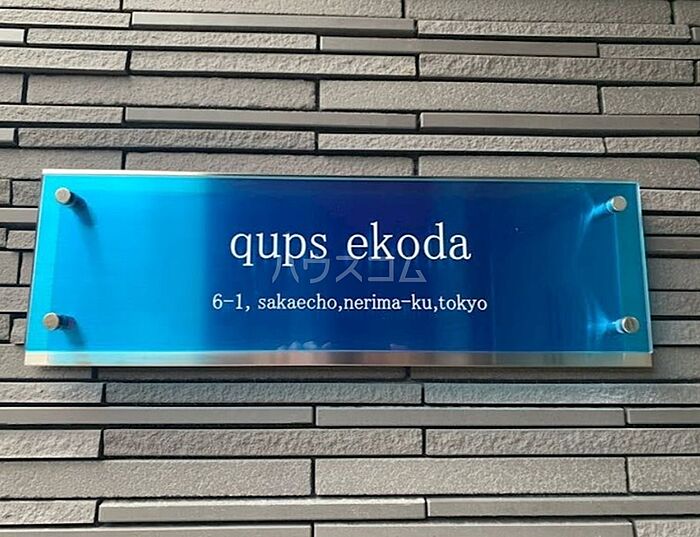 qups ekoda
ハウスコム
6-1, sakaecho,nerima-ku,tokyo